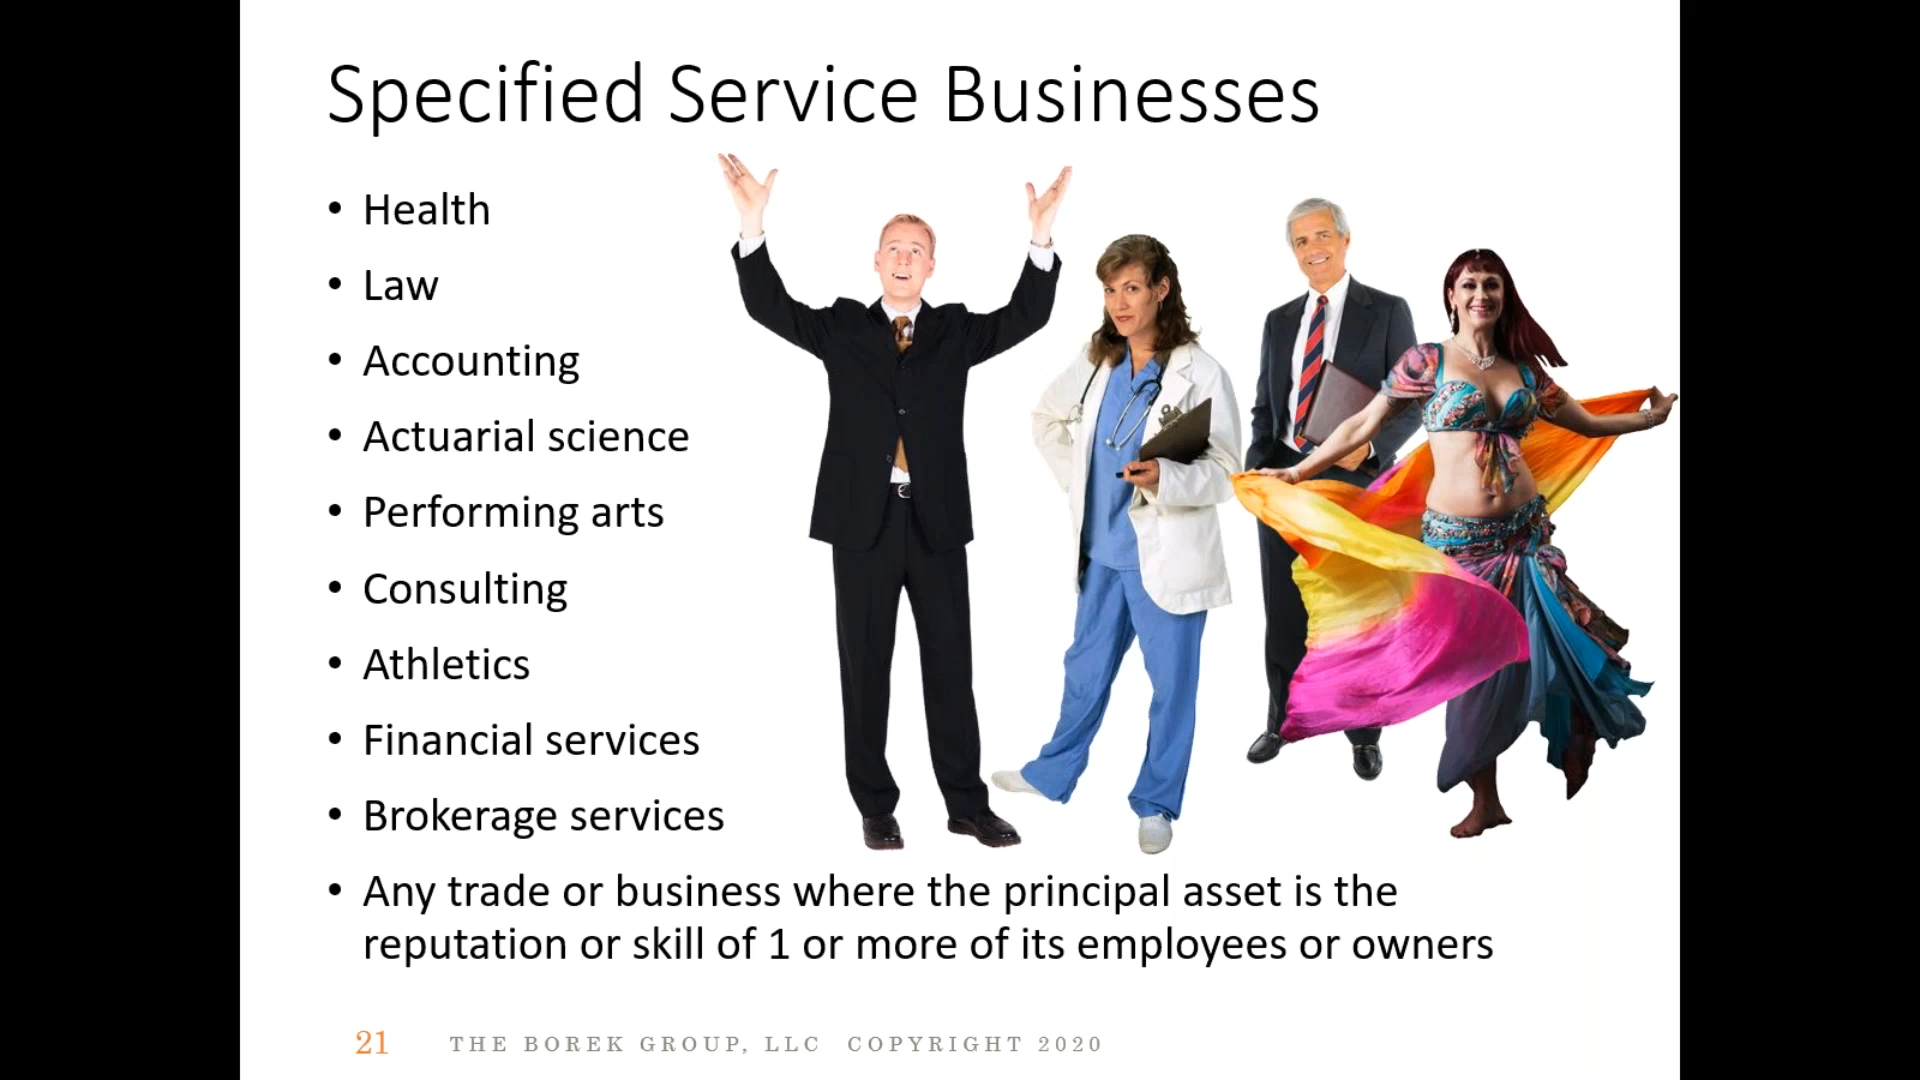 Specified Service Businesses
• Health
• Law
• Accounting
• Actuarial science
• Performing arts
• Consulting
• Athletics
• Financial services
• Brokerage services
• Any trade or business where the principal asset is the
reputation or skill of 1 or more of its employees or owners
21 THE BOREK GROUP, LLC COPYRIGHT 2020